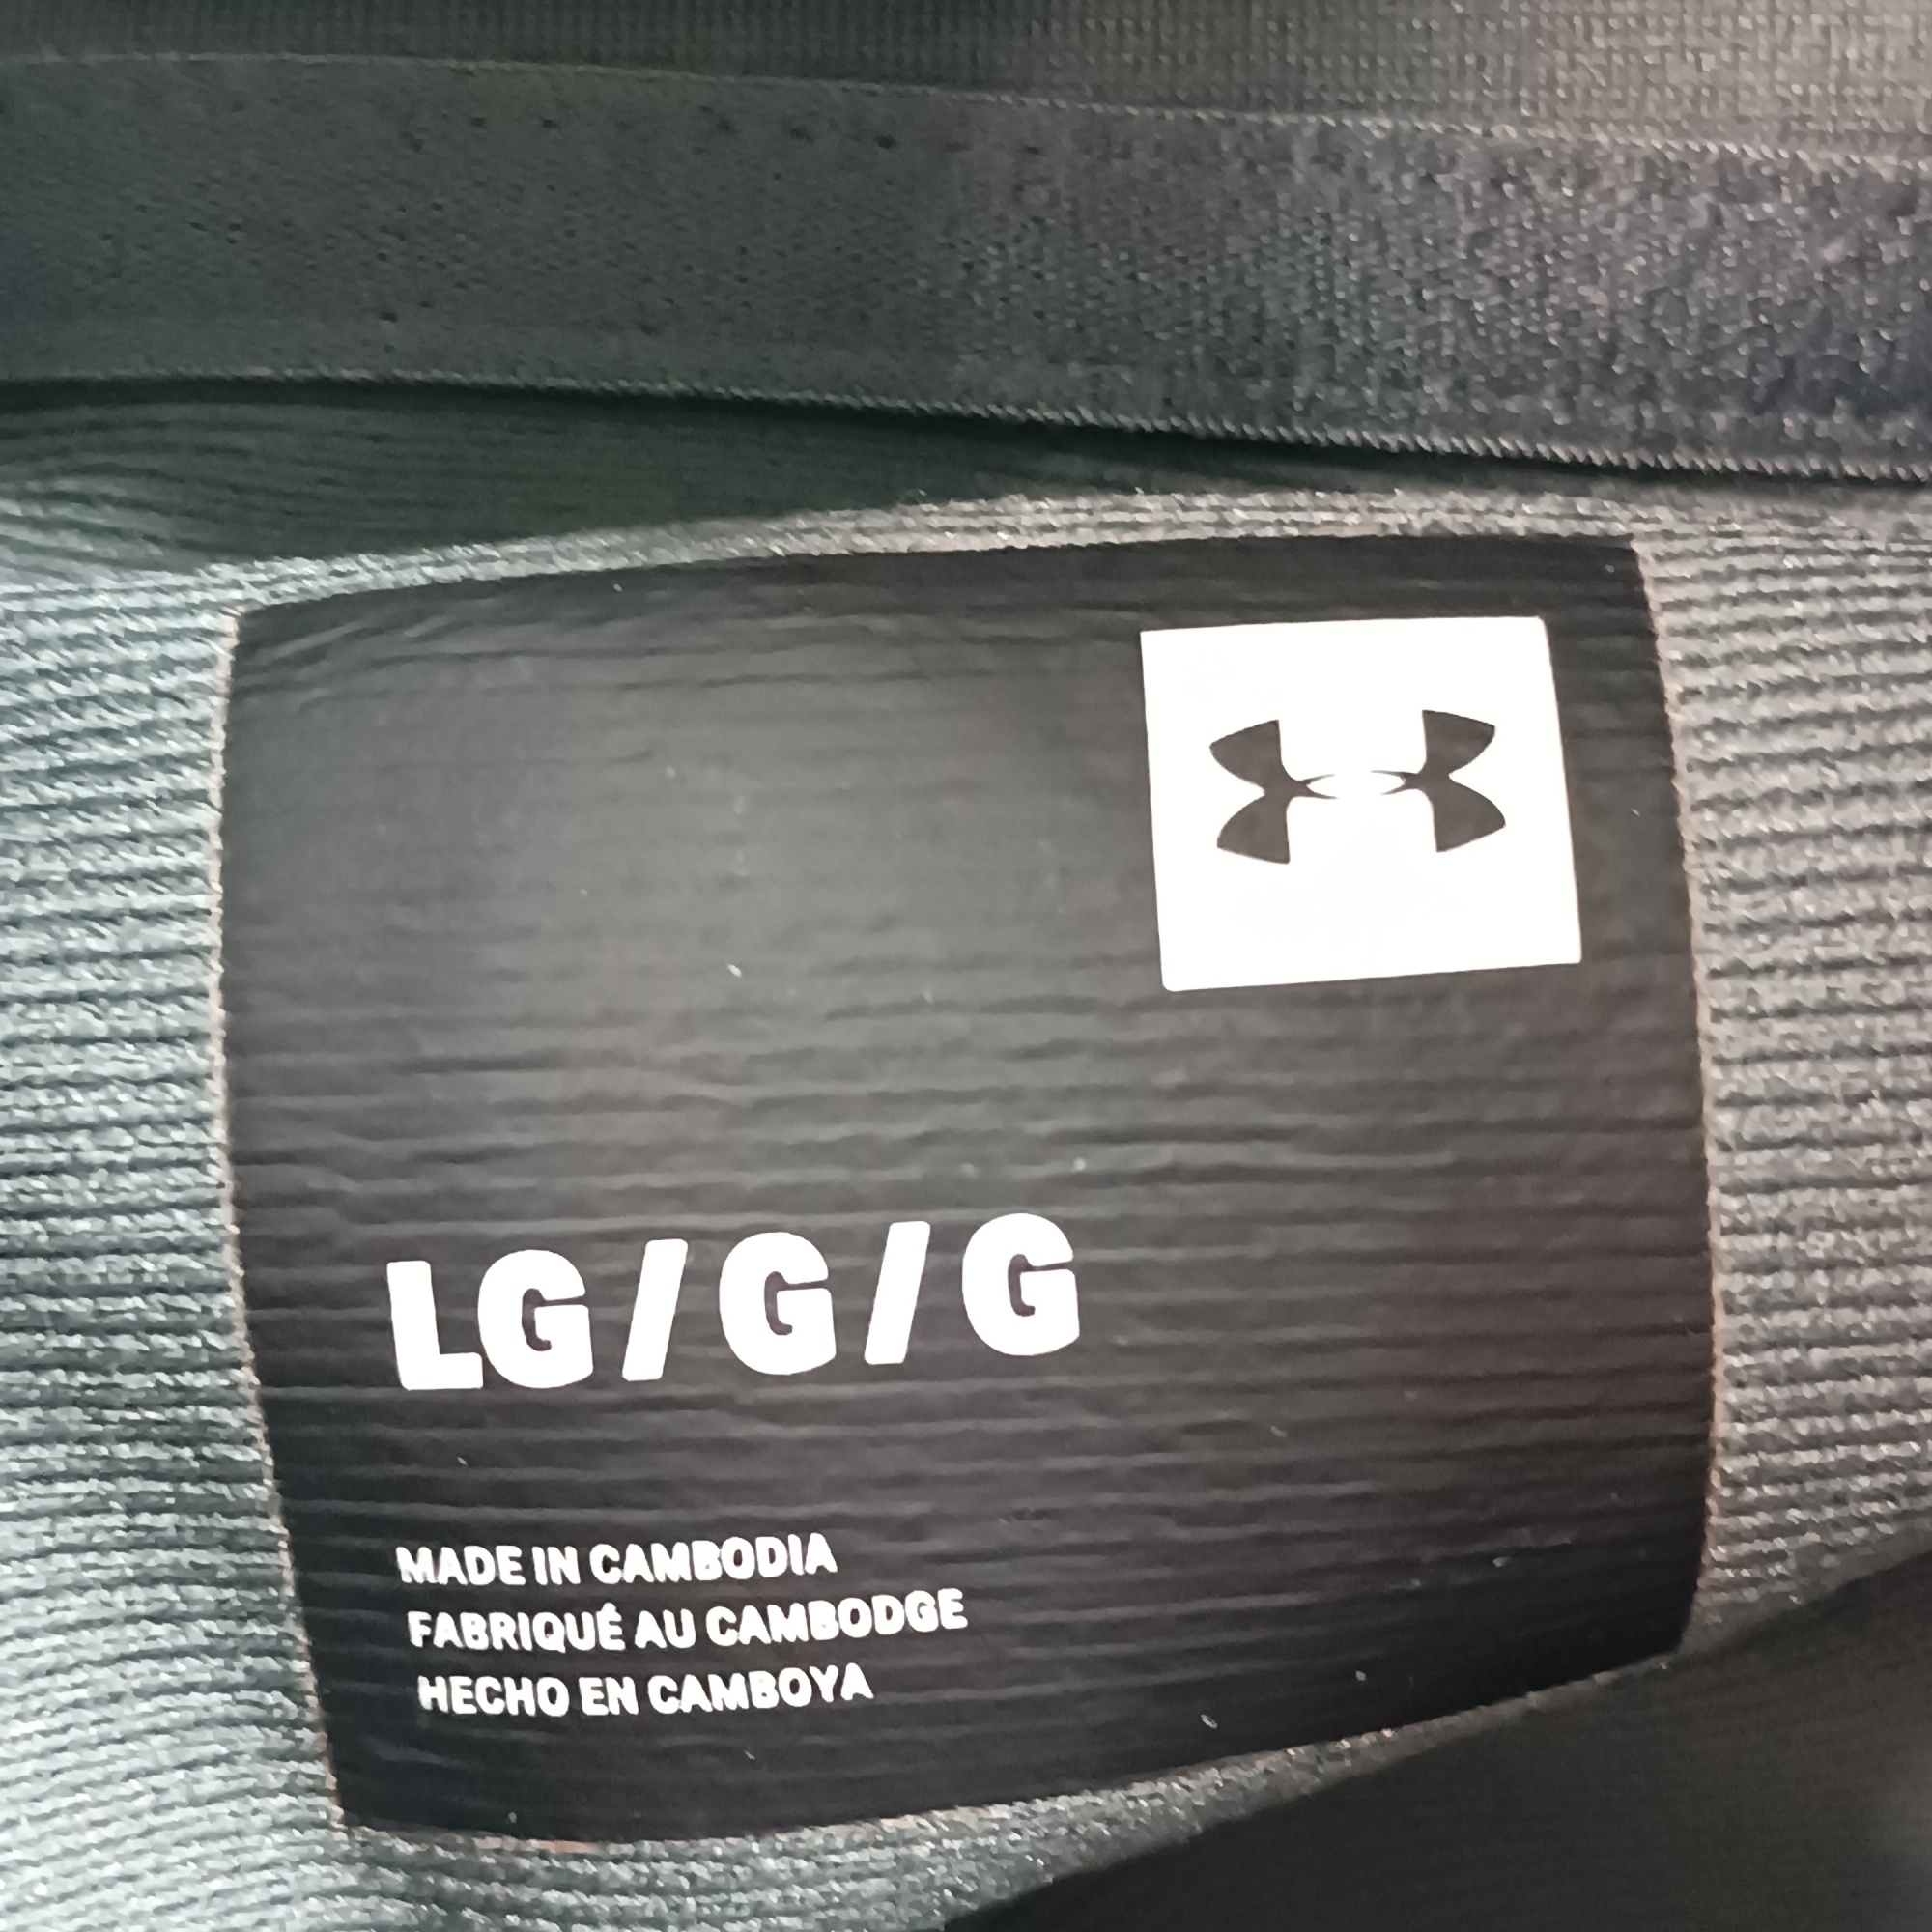 LG/G/G
MADE IN CAMBODIA
FABRIQUÉ AU CAMBODGE
HECHO EN CAMBOYA